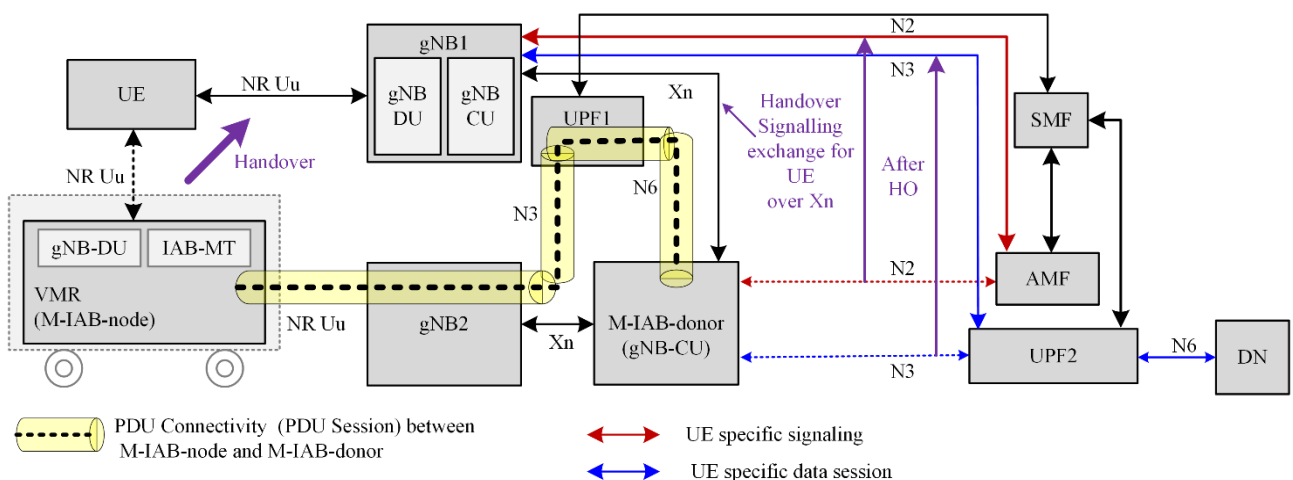 N2
gNB1
N3
UE
NR Uu
gNB
DU
gNB
CU
Xn
UPF1
SMF
Handover
Handover
Signalling
exchange for
UE
over Xn
After
HO
NR Uu
N3
N6
gNB-DU
IAB-MT
VMR
(M-IAB-node)
NR Uu
gNB2
Xn
M-IAB-donor
(gNB-CU)
N2
AMF
N3
UPF2
N6
DN
PDU Connectivity (PDU Session) between
M-IAB-node and M-IAB-donor
UE specific signaling
UE specific data session